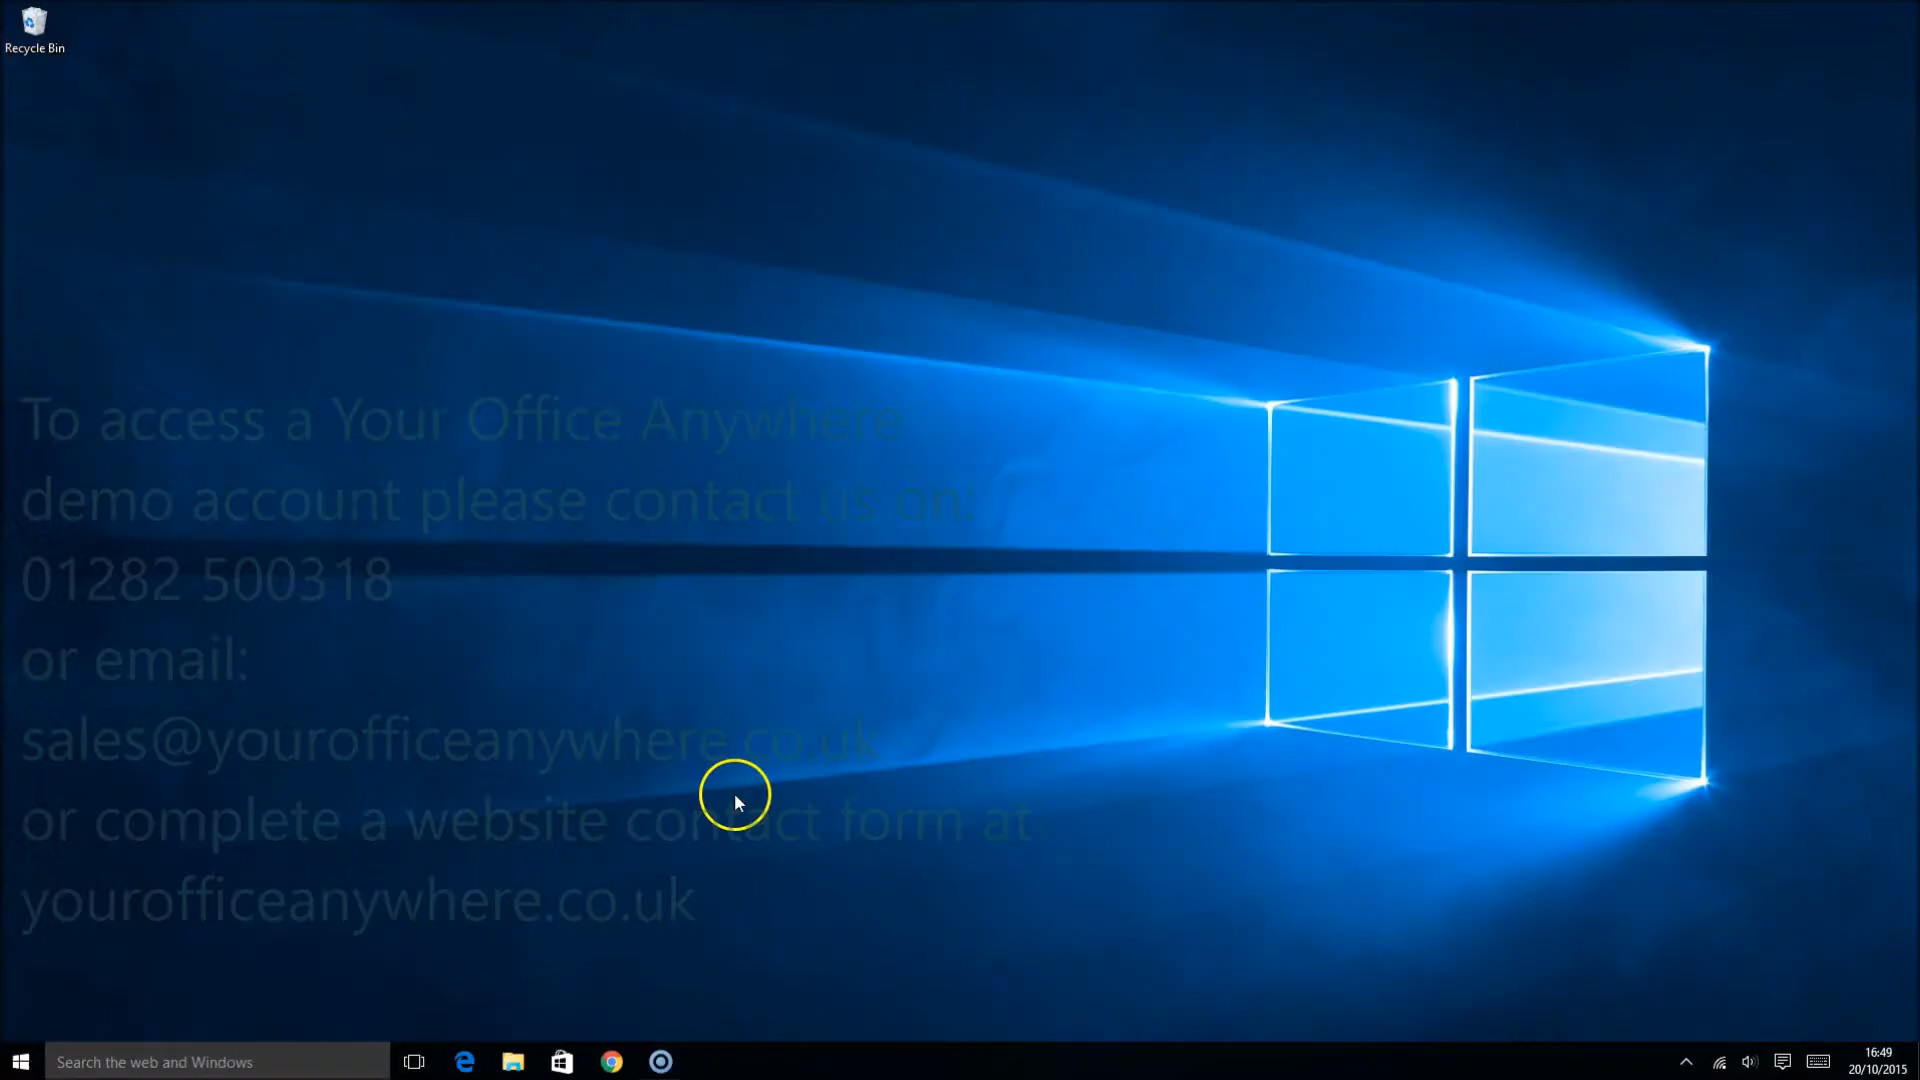 Recycle Bin
To access a Your Office Anywhere
demo account please contact us on:
01282 500318
or email:
sales@yourofficeanywhere.co.uk
or complete a website contact form at
yourofficeanywhere.co.uk
Search the web and Windows
16:49
20/10/2015